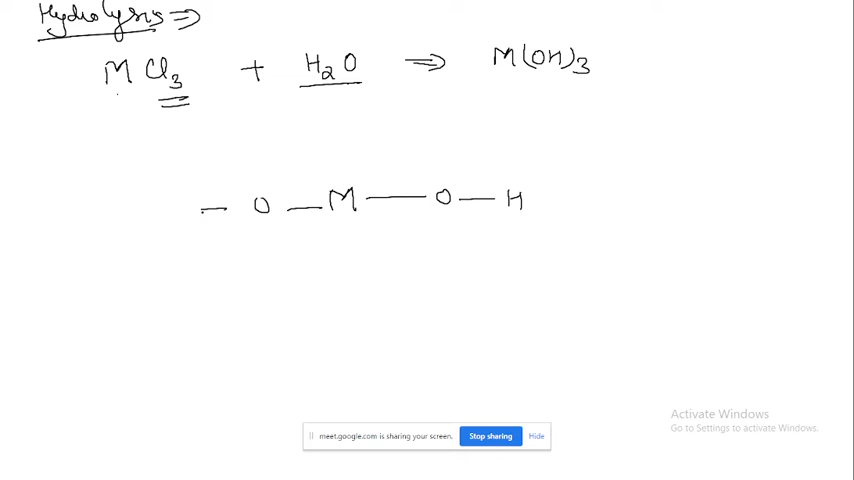 Hydrolysis ⇒
MCl₃ + H₂O ⇒ M(OH)₃
— O — M — O — H
Activate Windows
Go to Settings to activate Windows.
meet.google.com is sharing your screen. Stop sharing Hide